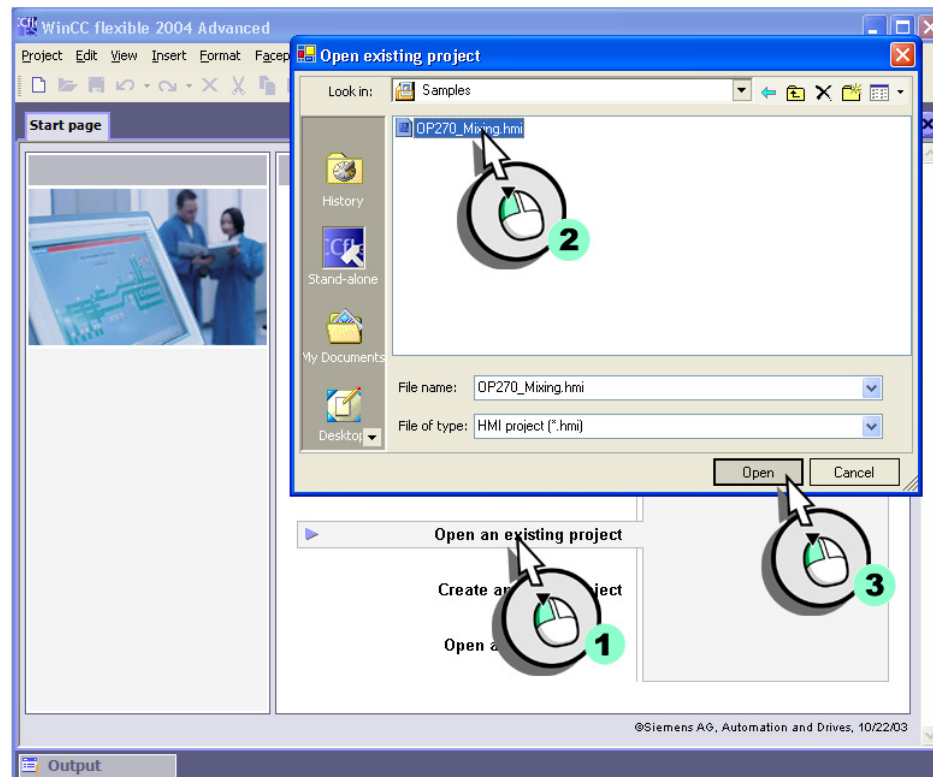 WinCC flexible 2004 Advanced
Project Edit View Insert Format
Open existing project
Look in: Samples
Start page
OP270_Mixing.hmi
History
2
Stand-alone
My Documents
File name: OP270_Mixing.hmi
File of type: HMI project (*.hmi)
Desktop
Open Cancel
Open an existing project
3
Create
1
Open
©Siemens AG, Automation and Drives, 10/22/03
Output